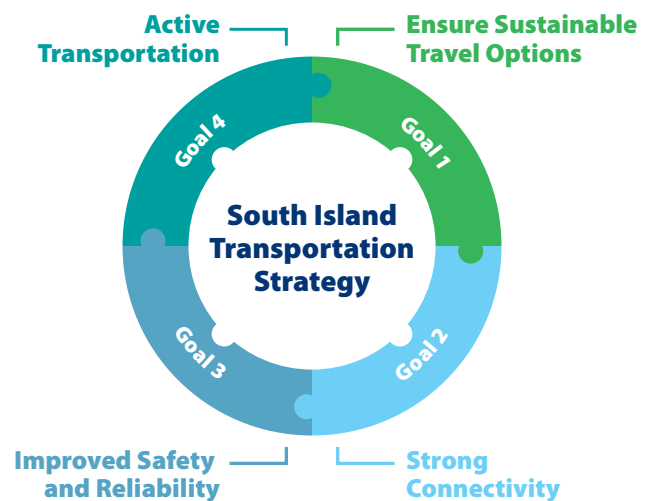 Active
Transportation
Ensure Sustainable
Travel Options
Goal 4
Goal 1
South Island
Transportation
Strategy
Goal 3
Goal 2
Improved Safety
and Reliability
Strong
Connectivity